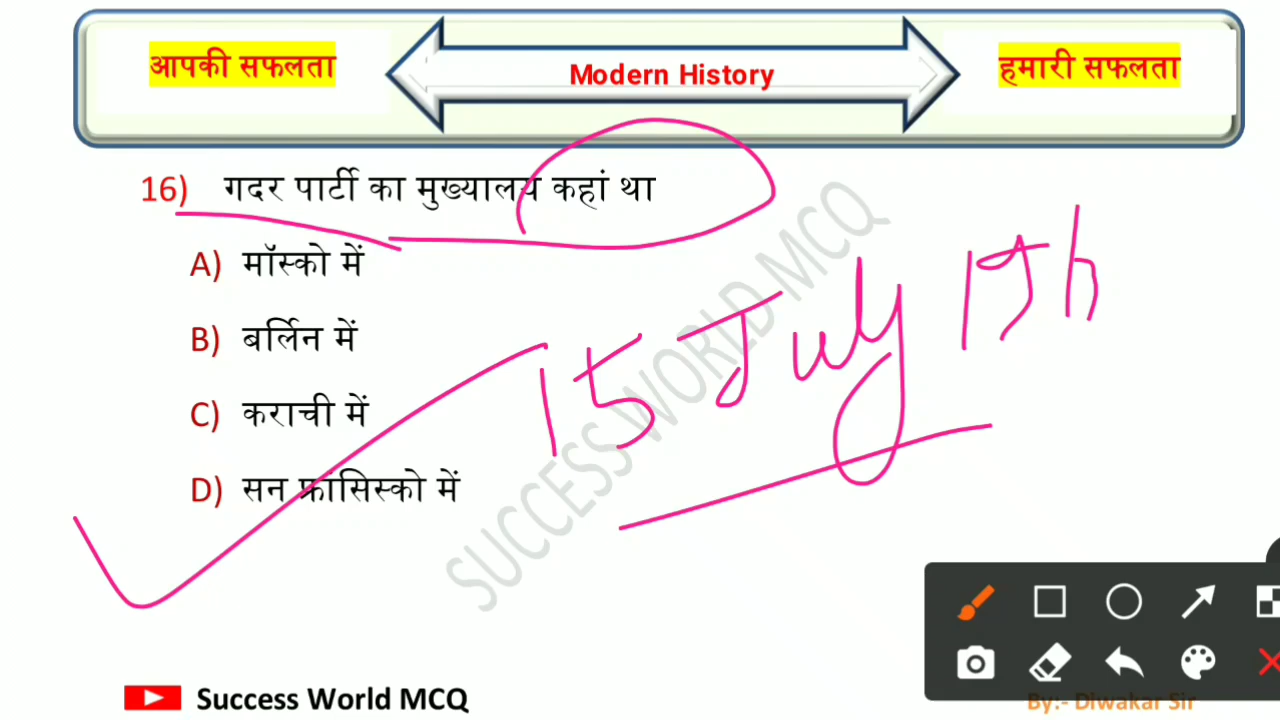 आपकी सफलता
Modern History
हमारी सफलता
16) गदर पार्टी का मुख्यालय कहां था
A) मॉस्को में
B) बर्लिन में
C) कराची में
D) सन फ्रांसिस्को में
15 July
SUCCESS WORLD MCQ
Success World MCQ
By:- Diwakar Sir